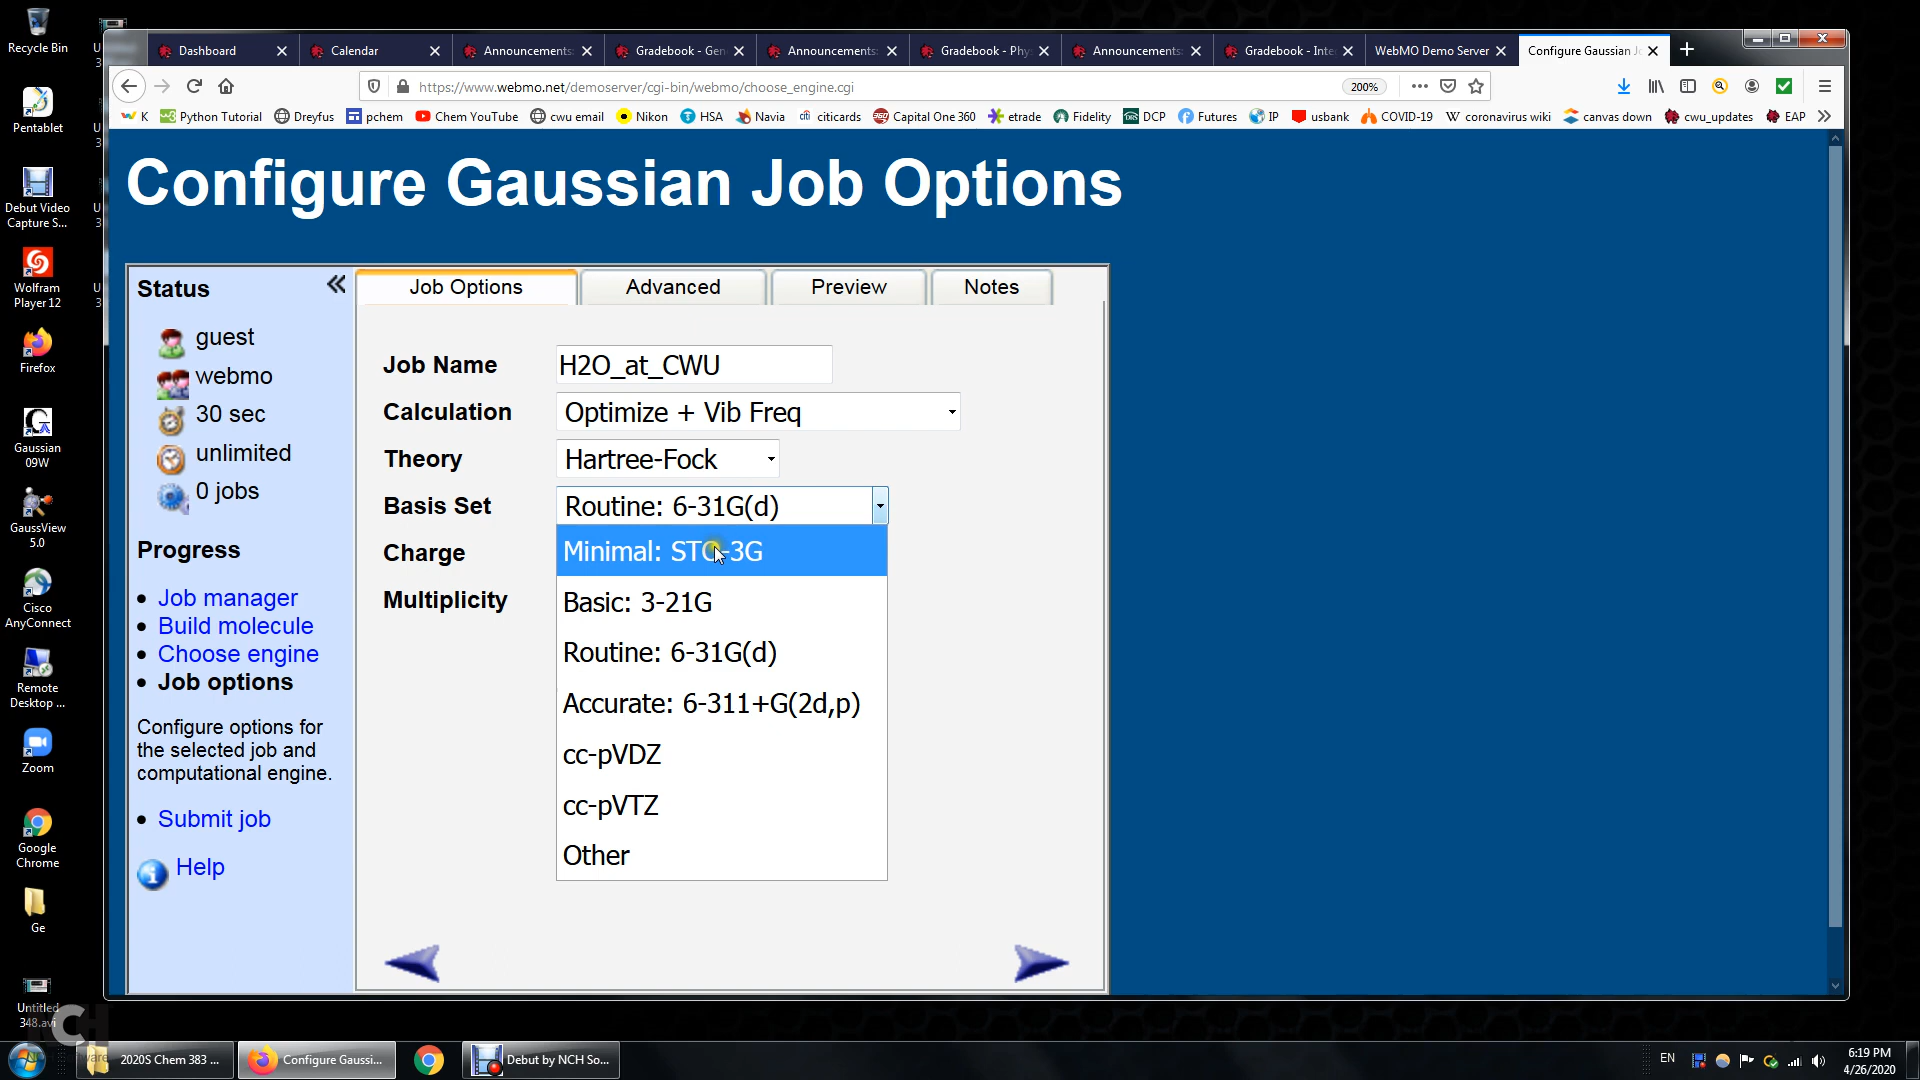 Recycle Bin
Pentablet
Debut Video
Capture S...
Wolfram
Player 12
Firefox
Gaussian
09W
GaussView
5.0
Cisco
AnyConnect
Remote
Desktop ...
Zoom
Google
Chrome
Ge
Untitled
348.avi
Dashboard
Calendar
Announcements:
Gradebook - Gen
Announcements:
Gradebook - Phy
Announcements:
Gradebook - Inte
WebMO Demo Server
Configure Gaussian Jo
https://www.webmo.net/demoserver/cgi-bin/webmo/choose_engine.cgi
200%
K
Python Tutorial
Dreyfus
pchem
Chem YouTube
cwu email
Nikon
HSA
Navia
citicards
Capital One 360
etrade
Fidelity
DCP
Futures
IP
usbank
COVID-19
coronavirus wiki
canvas down
cwu_updates
EAP
Configure Gaussian Job Options
Status
guest
webmo
30 sec
unlimited
0 jobs
Progress
Job manager
Build molecule
Choose engine
Job options
Configure options for
the selected job and
computational engine.
Submit job
Help
Job Options
Advanced
Preview
Notes
Job Name
H2O_at_CWU
Calculation
Optimize + Vib Freq
Theory
Hartree-Fock
Basis Set
Routine: 6-31G(d)
Charge
Multiplicity
Minimal: STO-3G
Basic: 3-21G
Routine: 6-31G(d)
Accurate: 6-311+G(2d,p)
cc-pVDZ
cc-pVTZ
Other
2020S Chem 383 ...
Configure Gaussi...
Debut by NCH So...
EN
6:19 PM
4/26/2020